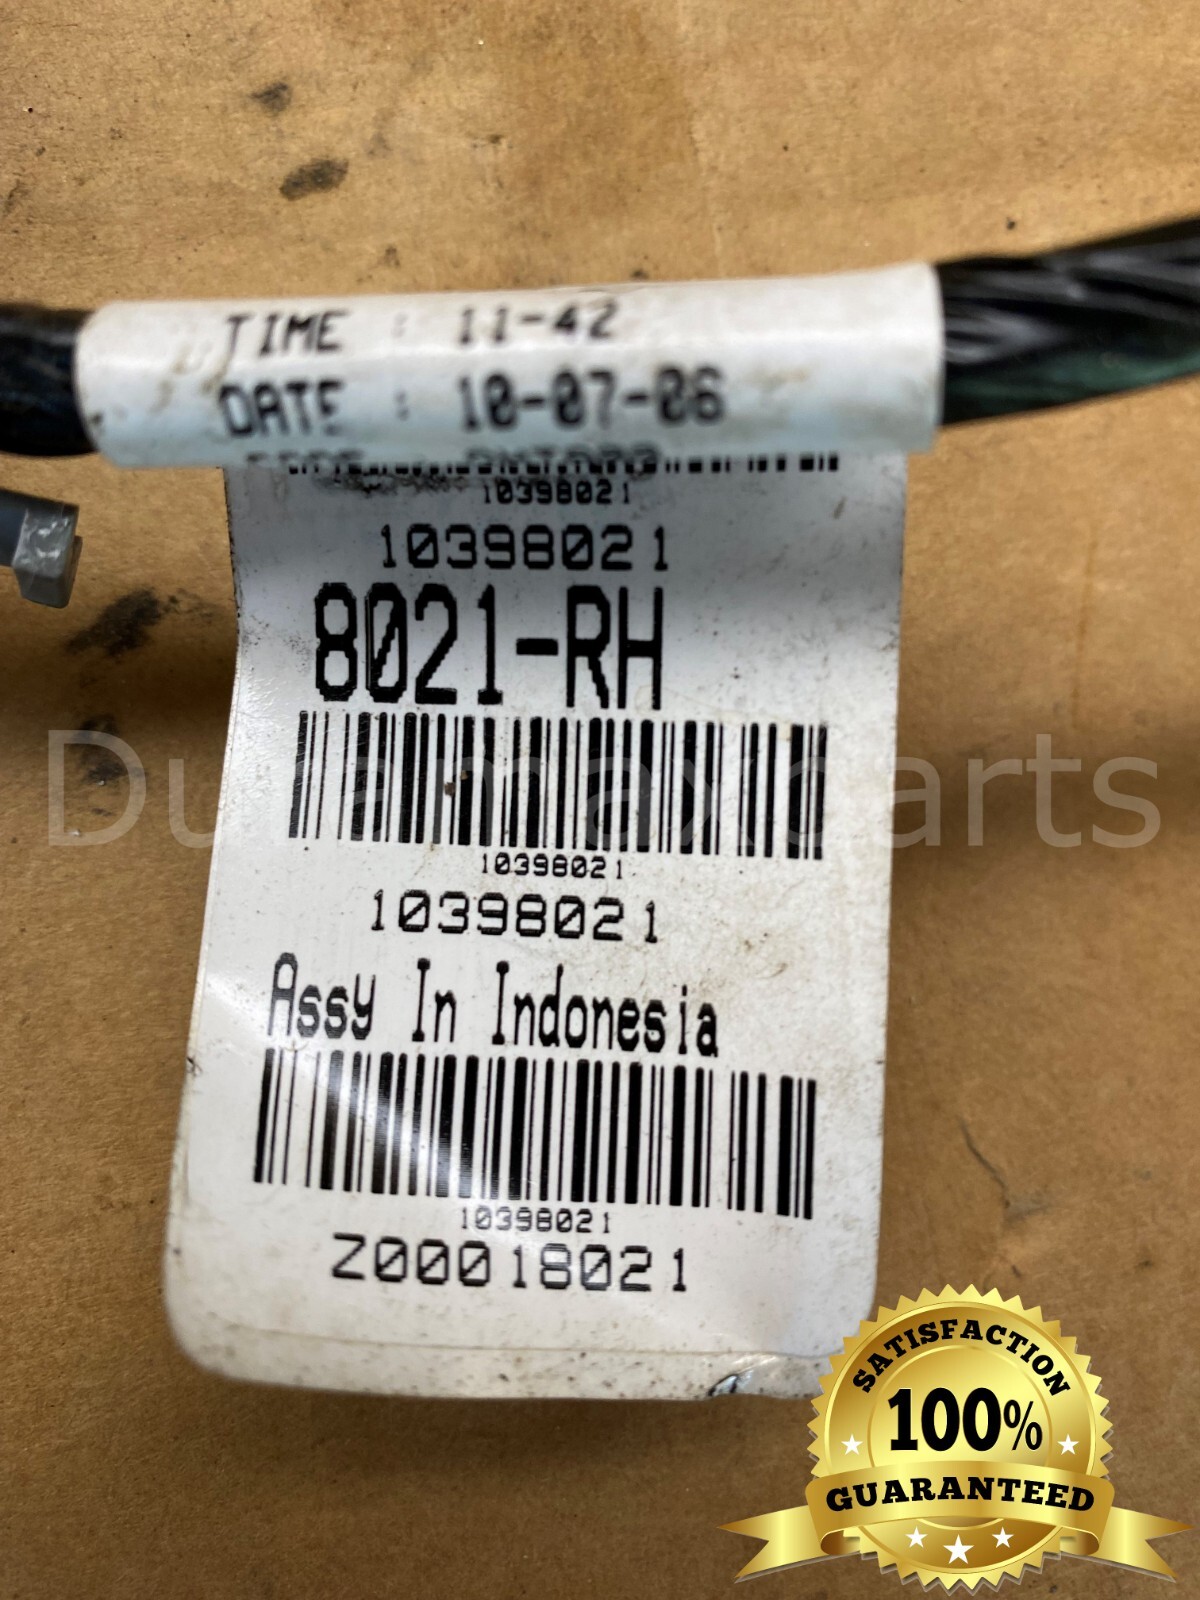 TIME : 11-42
DATE : 10-07-06
10398021
10398021
8021-RH
Duramaxparts
10398021
10398021
Assy In Indonesia
10398021
Z00018021
SATISFACTION
100%
GUARANTEED